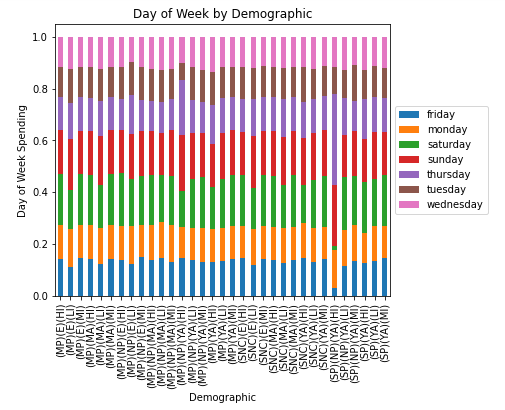 Day of Week by Demographic
1.0
0.8
0.6
0.4
0.2
0.0
Day of Week Spending
(MP)(E)(HI)
(MP)(E)(LI)
(MP)(E)(MI)
(MP)(MA)(HI)
(MP)(MA)(LI)
(MP)(MA)(MI)
(MP)(NP)(E)(HI)
(MP)(NP)(E)(LI)
(MP)(NP)(E)(MI)
(MP)(NP)(MA)(HI)
(MP)(NP)(MA)(LI)
(MP)(NP)(MA)(MI)
(MP)(NP)(YA)(HI)
(MP)(NP)(YA)(LI)
(MP)(NP)(YA)(MI)
(MP)(YA)(HI)
(MP)(YA)(LI)
(MP)(YA)(MI)
(SNC)(E)(HI)
(SNC)(E)(LI)
(SNC)(E)(MI)
(SNC)(MA)(HI)
(SNC)(MA)(LI)
(SNC)(MA)(MI)
(SNC)(YA)(HI)
(SNC)(YA)(LI)
(SNC)(YA)(MI)
(SP)(NP)(YA)(HI)
(SP)(NP)(YA)(LI)
(SP)(NP)(YA)(MI)
(SP)(YA)(HI)
(SP)(YA)(LI)
(SP)(YA)(MI)
Demographic
friday
monday
saturday
sunday
thursday
tuesday
wednesday